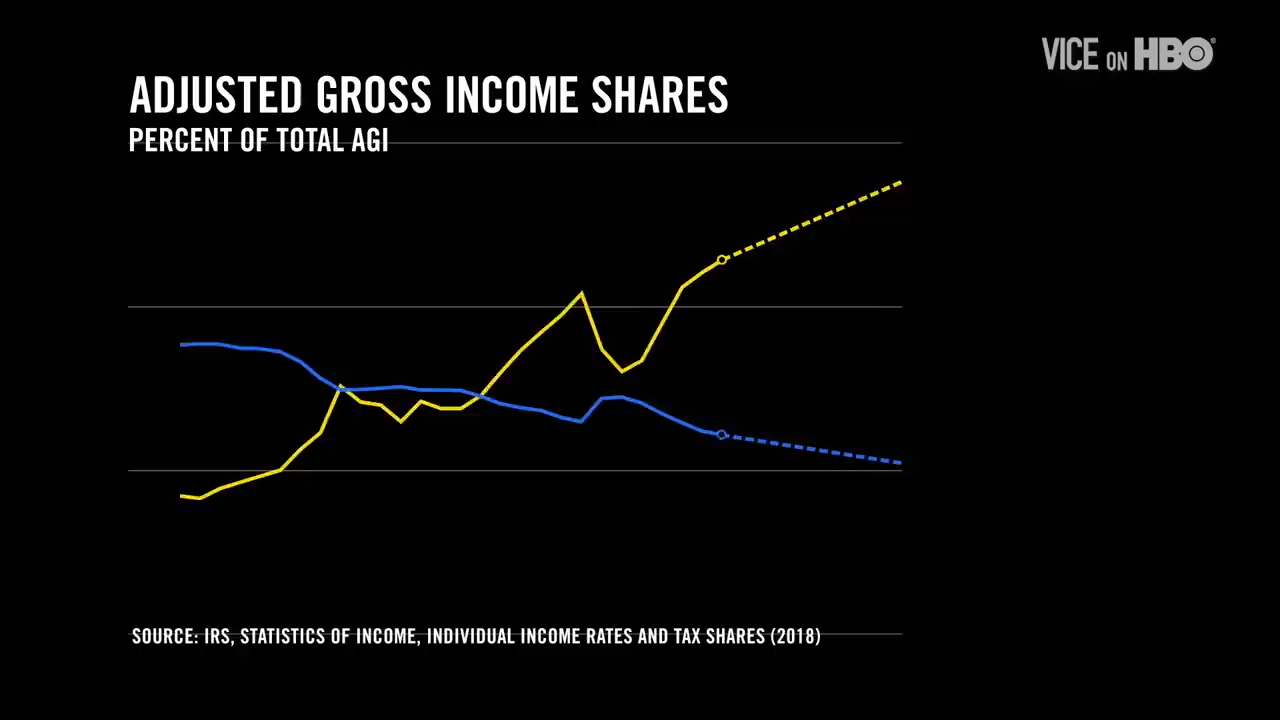 VICE ON HBO®
ADJUSTED GROSS INCOME SHARES
PERCENT OF TOTAL AGI
SOURCE: IRS, STATISTICS OF INCOME, INDIVIDUAL INCOME RATES AND TAX SHARES (2018)